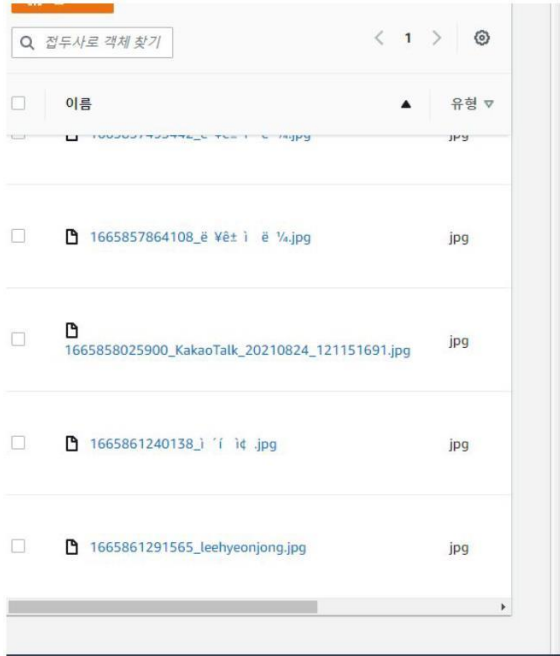 접두사로 객체 찾기
1
이름
유형
jpg
1665857864108_ë ¥ê± ì ë ¼.jpg
jpg
1665858025900_KakaoTalk_20210824_121151691.jpg
jpg
1665861240138_ì ´í ì¢ .jpg
jpg
1665861291565_leehyeonjong.jpg
jpg